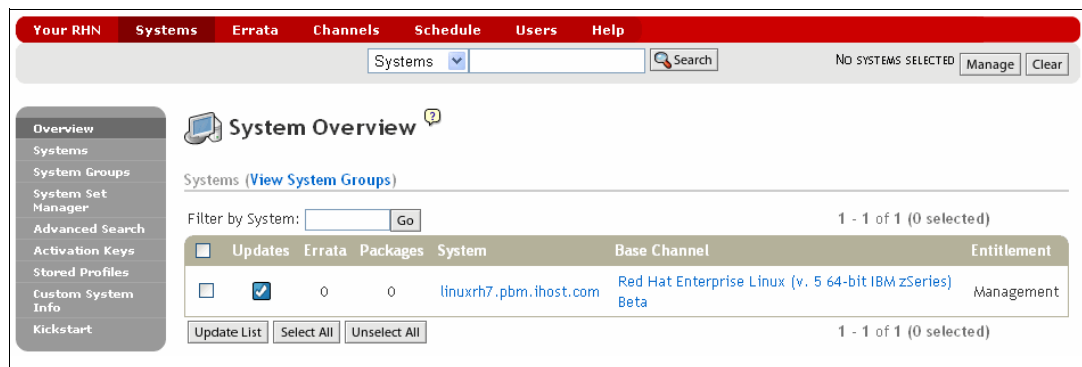 Your RHN Systems Errata Channels Schedule Users Help
Systems Search NO SYSTEMS SELECTED Manage Clear
Overview
Systems
System Groups
System Set
Manager
Advanced Search
Activation Keys
Stored Profiles
Custom System
Info
Kickstart
System Overview ?
Systems (View System Groups)
Filter by System: Go 1 - 1 of 1 (0 selected)
Updates Errata Packages System Base Channel Entitlement
0 0 linuxrh7.pbm.ihost.com Red Hat Enterprise Linux (v. 5 64-bit IBM zSeries) Management
Beta
Update List Select All Unselect All 1 - 1 of 1 (0 selected)